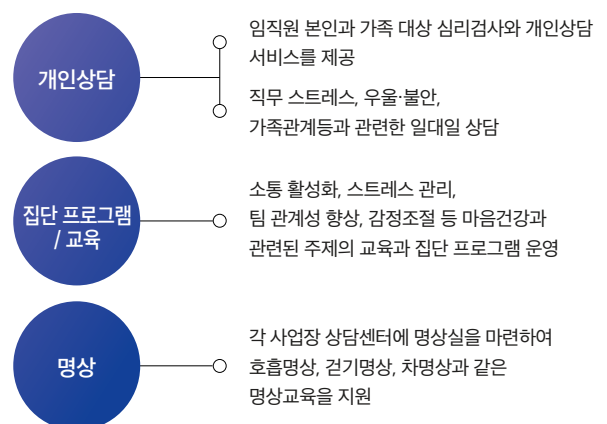 개인상담
임직원 본인과 가족 대상 심리검사와 개인상담
서비스를 제공
직무 스트레스, 우울·불안,
가족관계등과 관련한 일대일 상담
집단 프로그램
/ 교육
소통 활성화, 스트레스 관리,
팀 관계성 향상, 감정조절 등 마음건강과
관련된 주제의 교육과 집단 프로그램 운영
명상
각 사업장 상담센터에 명상실을 마련하여
호흡명상, 걷기명상, 차명상과 같은
명상교육을 지원